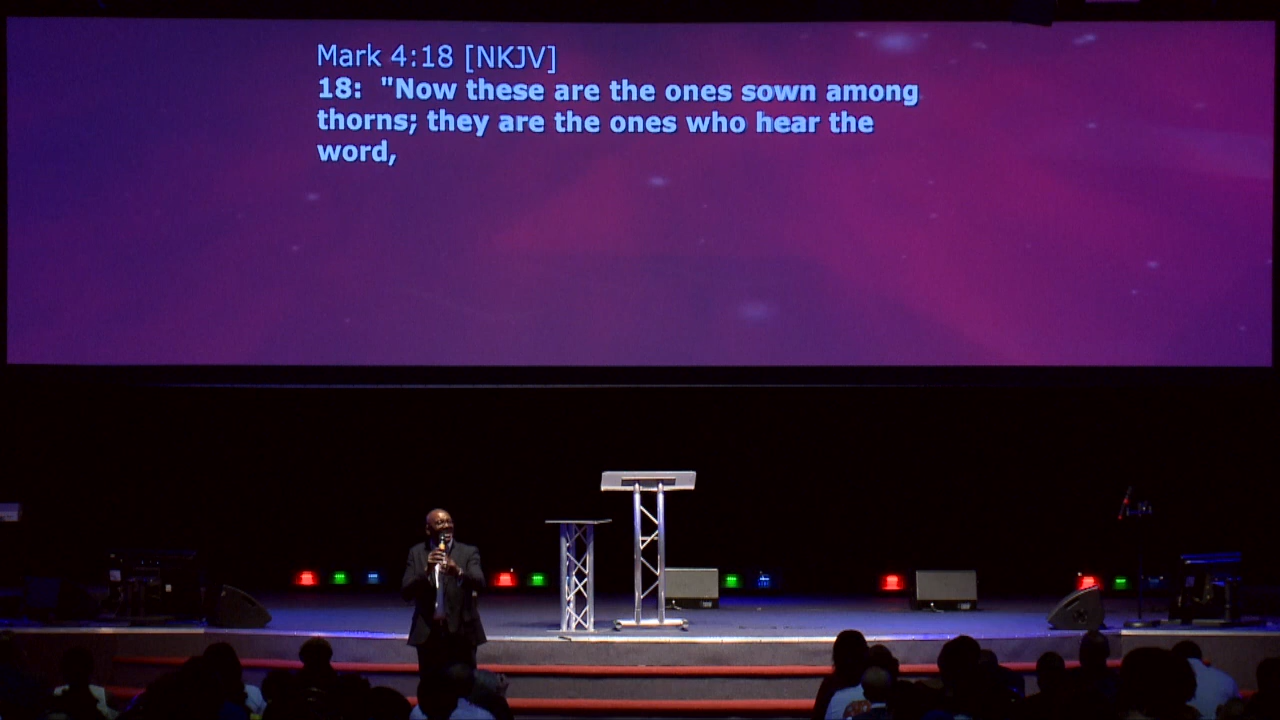 Mark 4:18 [NKJV]
18: "Now these are the ones sown among
thorns; they are the ones who hear the
word,